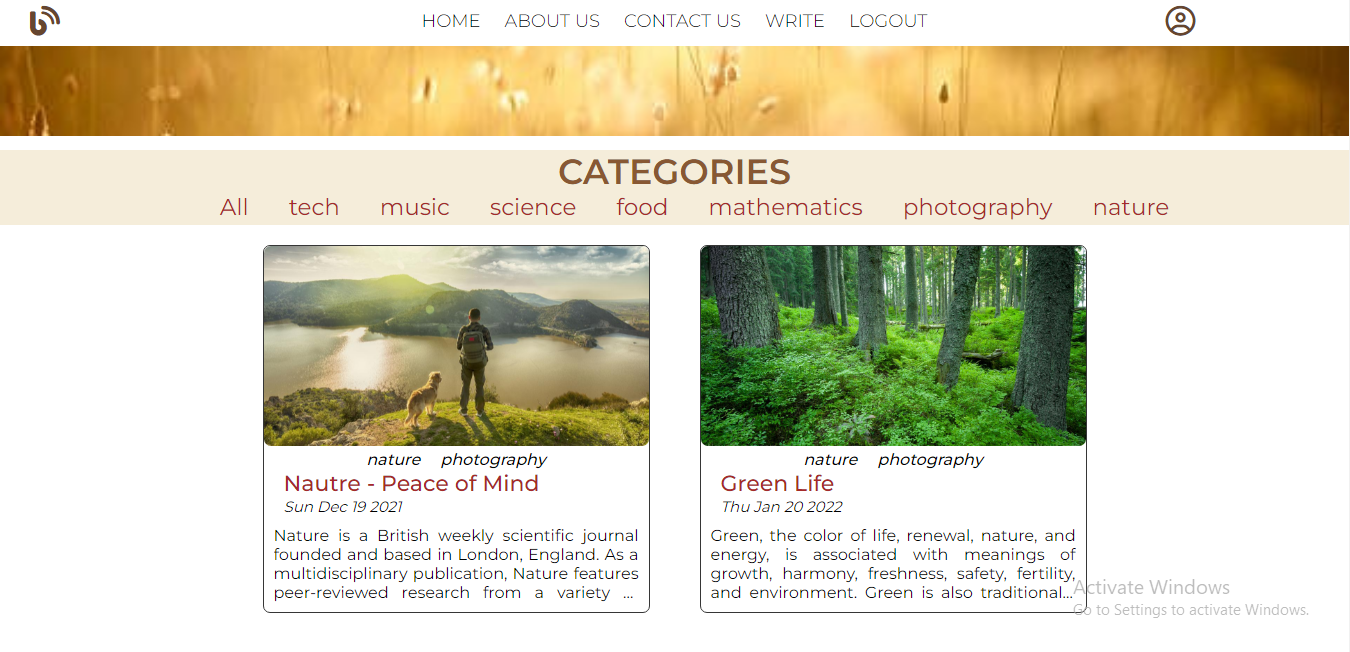 HOME ABOUT US CONTACT US WRITE LOGOUT
CATEGORIES
All tech music science food mathematics photography nature
nature photography
Nautre - Peace of Mind
Sun Dec 19 2021
Nature is a British weekly scientific journal
founded and based in London, England. As a
multidisciplinary publication, Nature features
peer-reviewed research from a variety ...
nature photography
Green Life
Thu Jan 20 2022
Green, the color of life, renewal, nature, and
energy, is associated with meanings of
growth, harmony, freshness, safety, fertility,
and environment. Green is also traditional...
Activate Windows
Go to Settings to activate Windows.